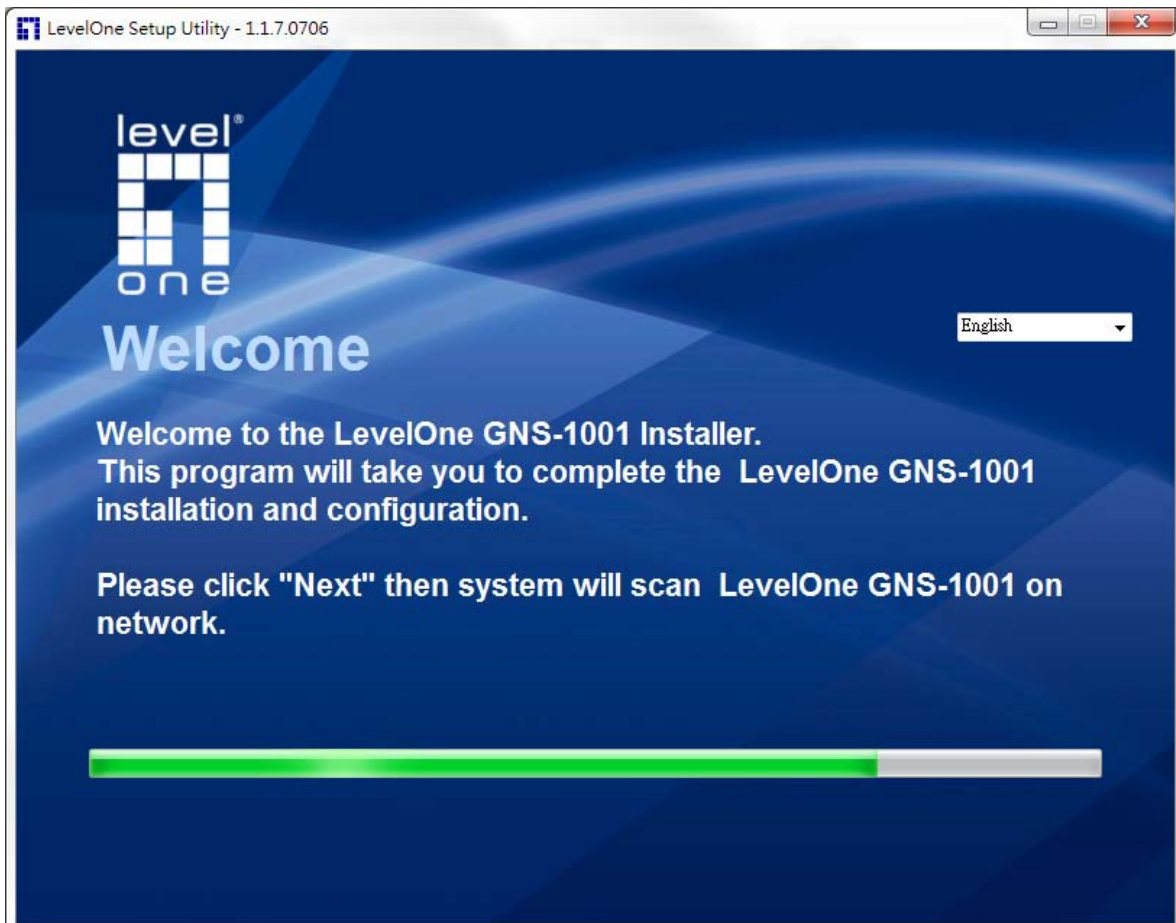 LevelOne Setup Utility - 1.1.7.0706
level®
one
Welcome
English
Welcome to the LevelOne GNS-1001 Installer.
This program will take you to complete the  LevelOne GNS-1001
installation and configuration.
Please click "Next" then system will scan  LevelOne GNS-1001 on
network.